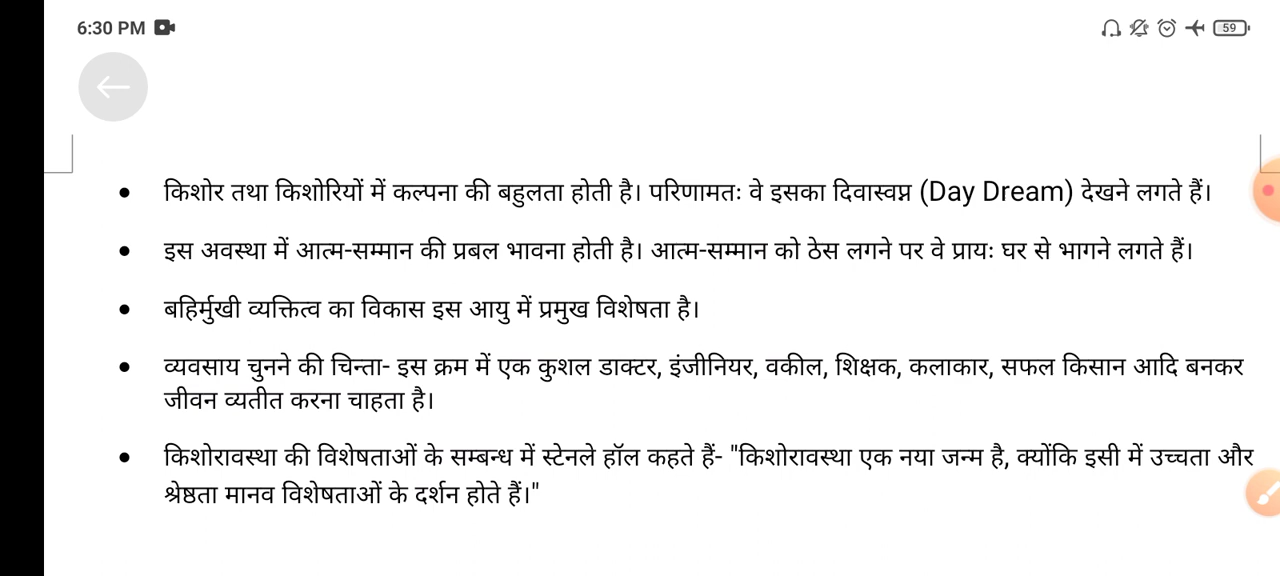 6:30 PM
59
किशोर तथा किशोरियों में कल्पना की बहुलता होती है। परिणामतः वे इसका दिवास्वप्न (Day Dream) देखने लगते हैं।
इस अवस्था में आत्म-सम्मान की प्रबल भावना होती है। आत्म-सम्मान को ठेस लगने पर वे प्रायः घर से भागने लगते हैं।
बहिर्मुखी व्यक्तित्व का विकास इस आयु में प्रमुख विशेषता है।
व्यवसाय चुनने की चिन्ता- इस क्रम में एक कुशल डाक्टर, इंजीनियर, वकील, शिक्षक, कलाकार, सफल किसान आदि बनकर
जीवन व्यतीत करना चाहता है।
किशोरावस्था की विशेषताओं के सम्बन्ध में स्टेनले हॉल कहते हैं- "किशोरावस्था एक नया जन्म है, क्योंकि इसी में उच्चता और
श्रेष्ठता मानव विशेषताओं के दर्शन होते हैं।"